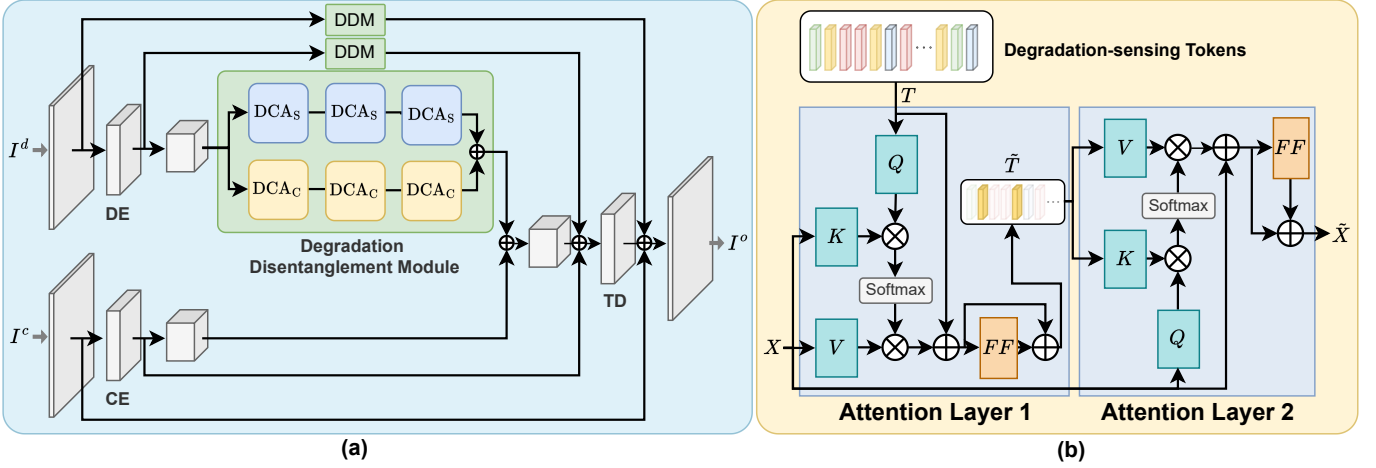 DDM
DDM
DCA_S DCA_S DCA_S
I^d
DCA_C DCA_C DCA_C
DE
Degradation
Disentanglement Module
I^o
TD
I^c
CE
(a)
Degradation-sensing Tokens
T
Q
K
Softmax
X
V
FF
T̃
Attention Layer 1
V
FF
Softmax
X̃
K
Q
Attention Layer 2
(b)